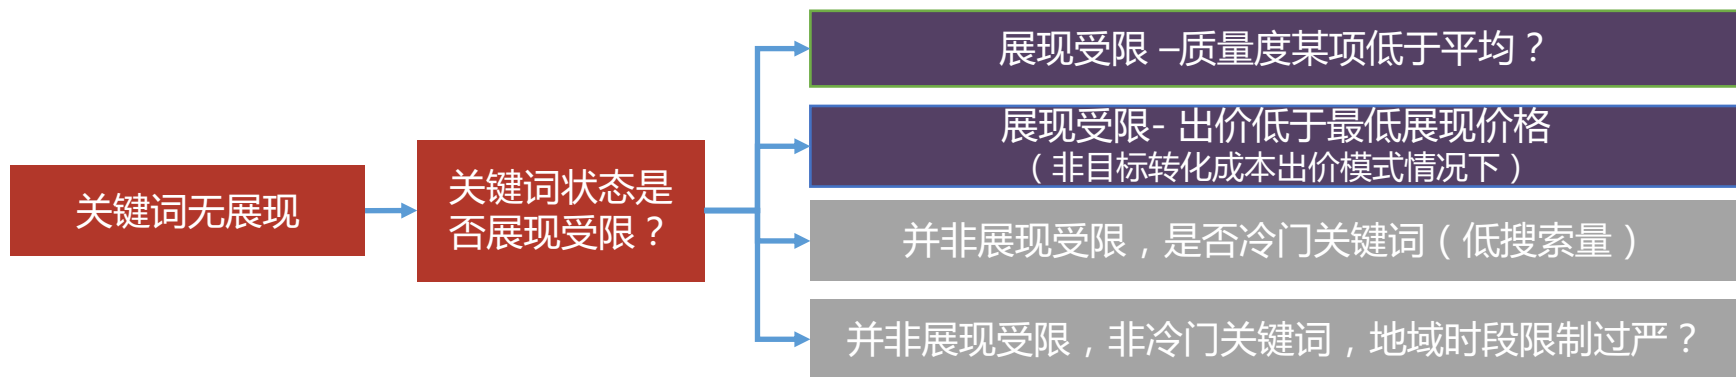 关键词无展现
关键词状态是
否展现受限？
展现受限 –质量度某项低于平均？
展现受限- 出价低于最低展现价格
（非目标转化成本出价模式情况下）
并非展现受限，是否冷门关键词（低搜索量）
并非展现受限，非冷门关键词，地域时段限制过严？